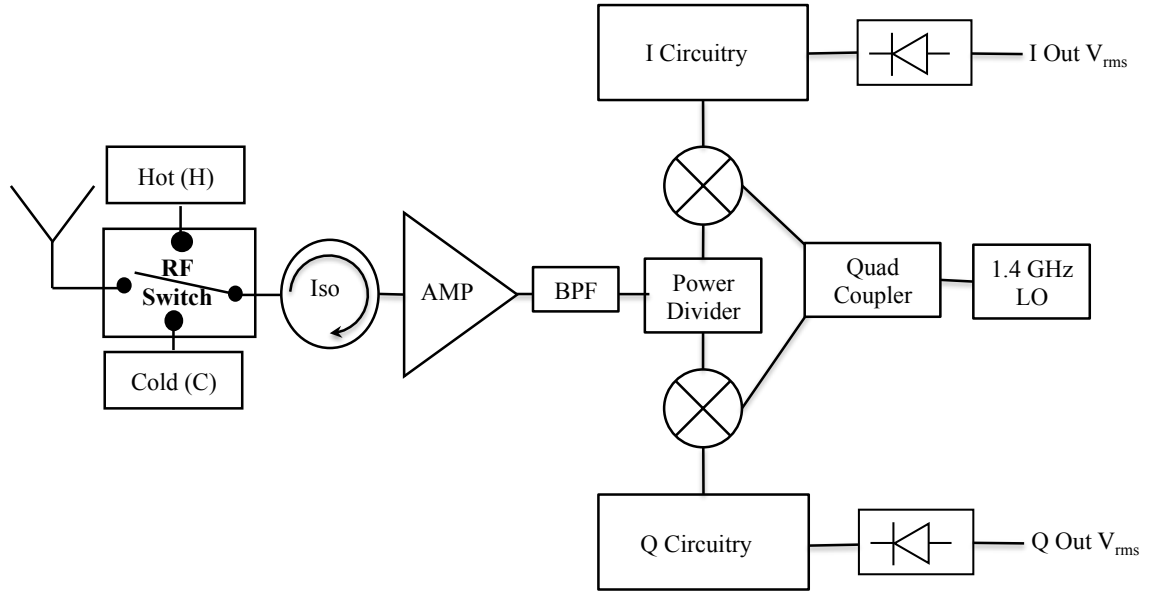 I Circuitry
I Out Vrms
Hot (H)
RF
Switch
Iso
AMP
BPF
Power
Divider
Quad
Coupler
1.4 GHz
LO
Cold (C)
Q Circuitry
Q Out Vrms